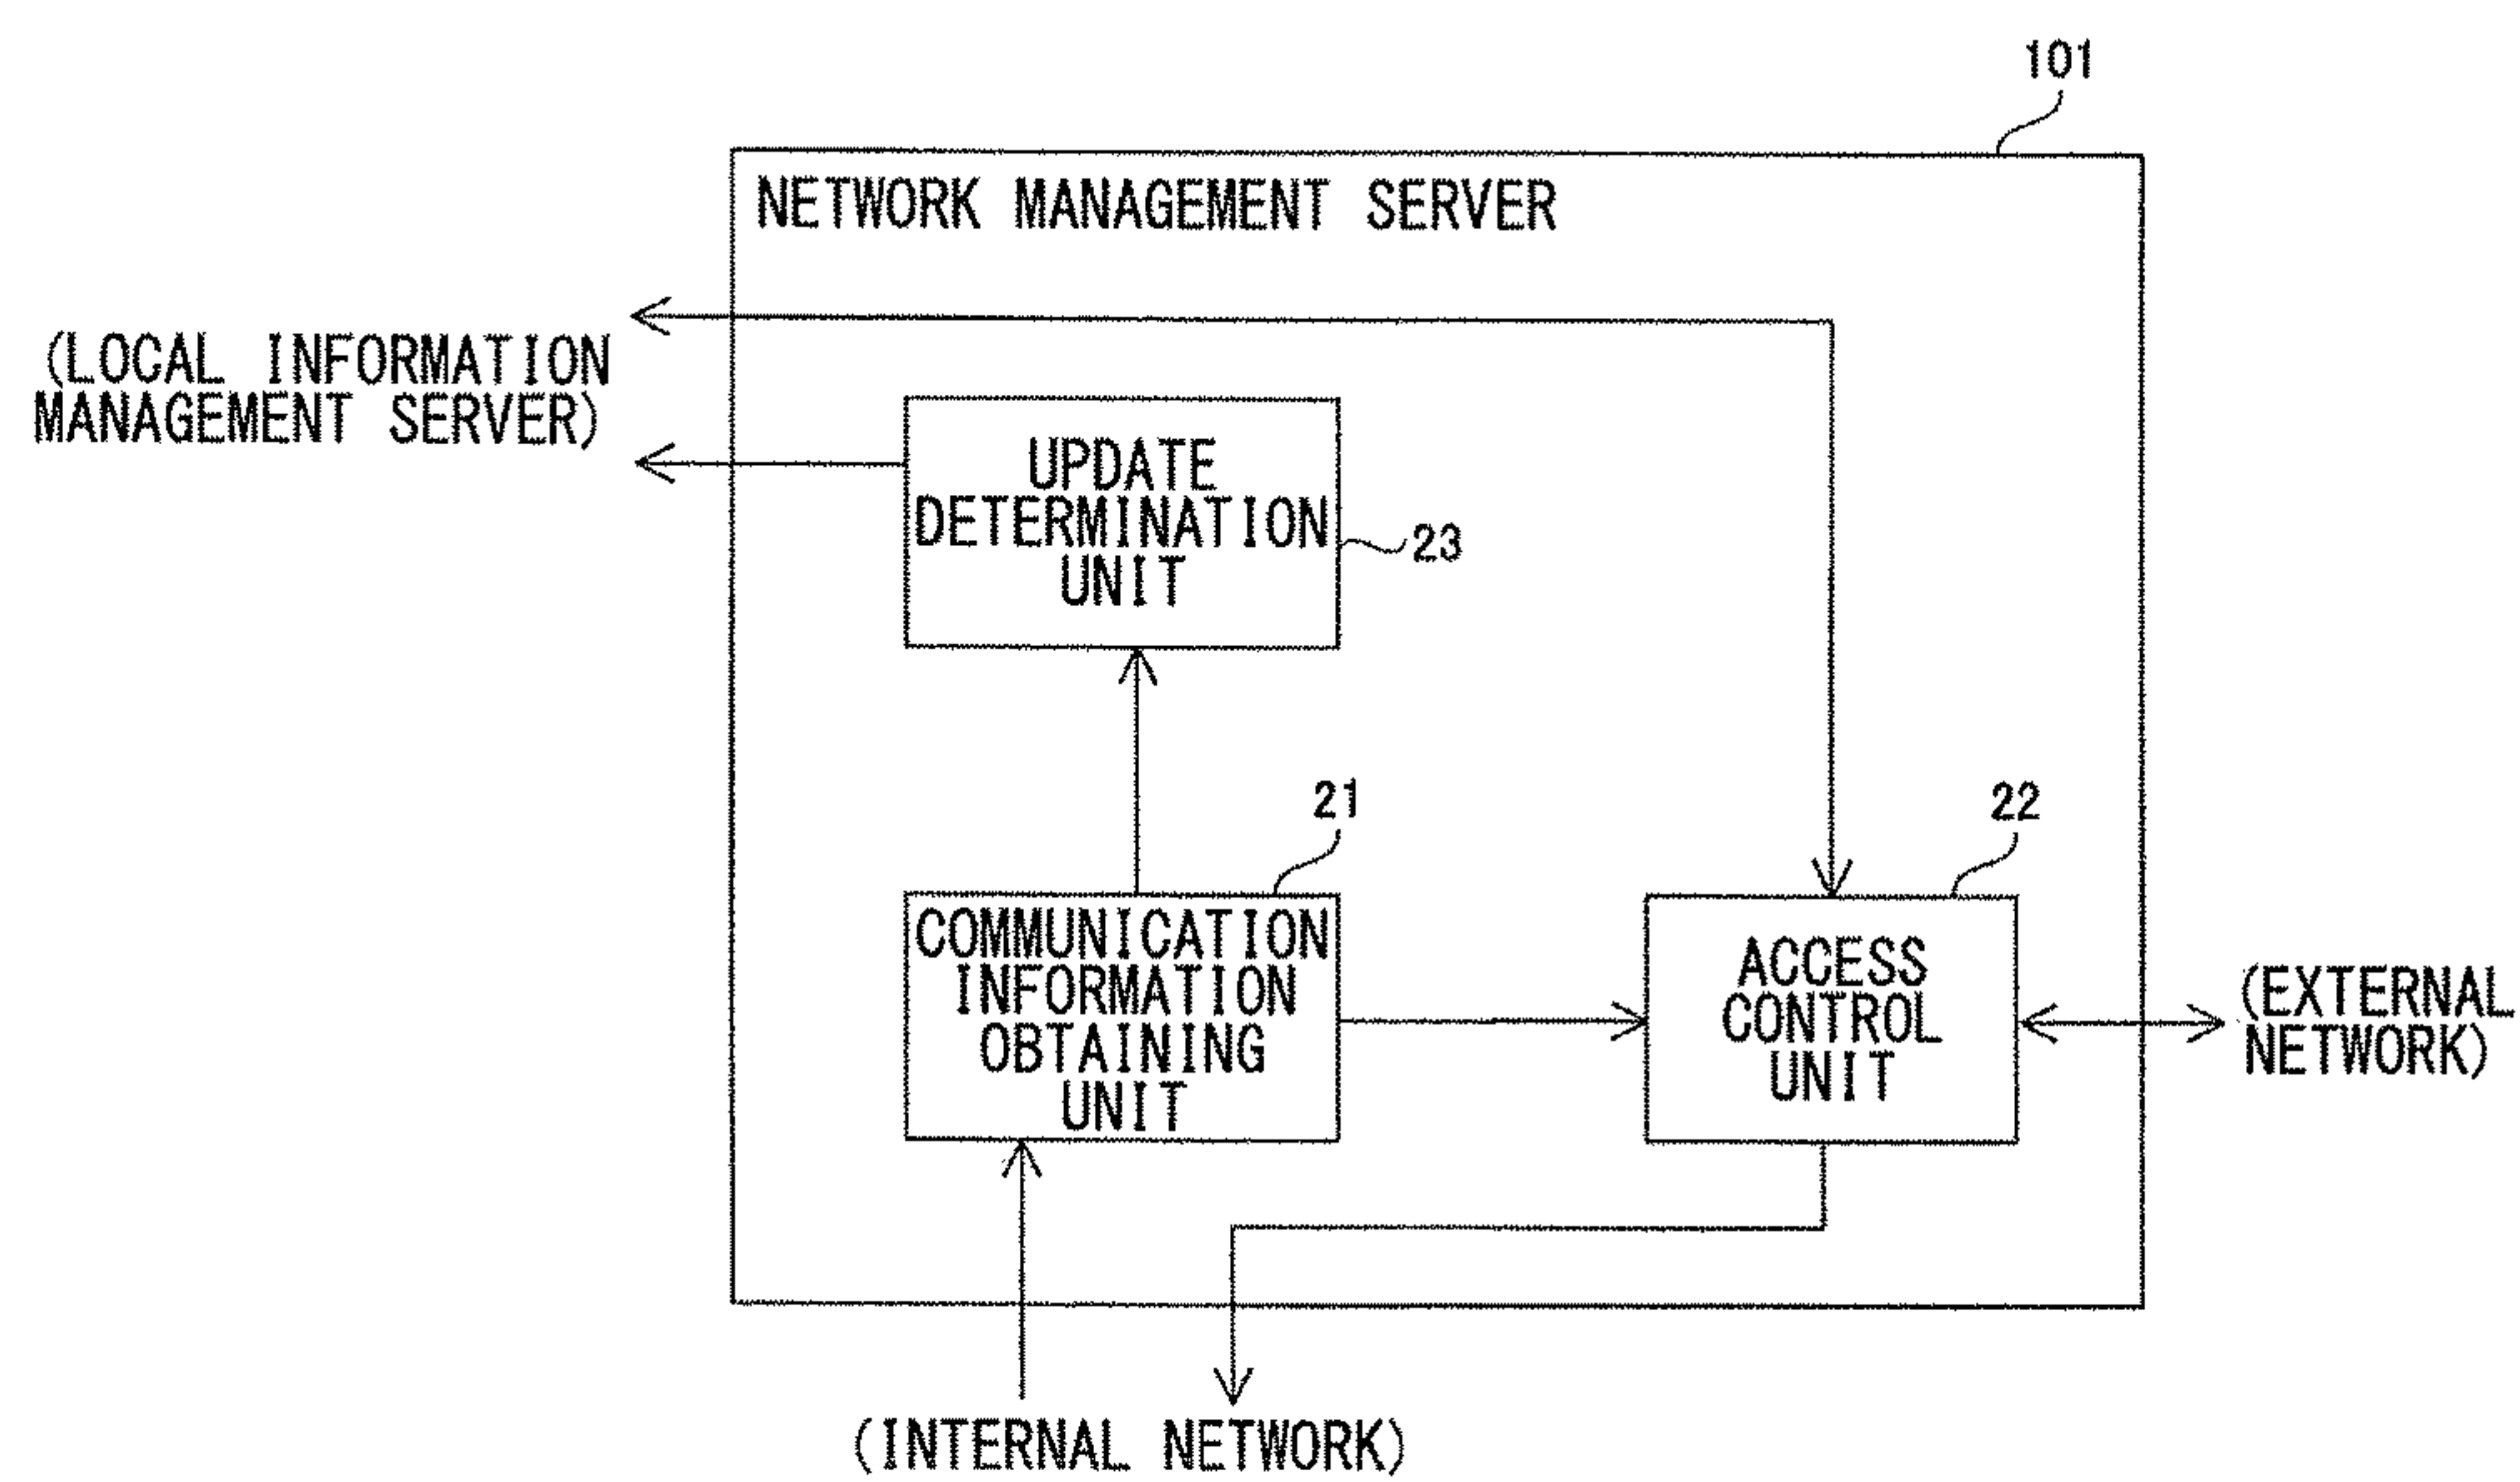 101
NETWORK MANAGEMENT SERVER
(LOCAL INFORMATION
MANAGEMENT SERVER)
UPDATE
DETERMINATION
UNIT
23
21
22
COMMUNICATION
INFORMATION
OBTAINING
UNIT
ACCESS
CONTROL
UNIT
(EXTERNAL
NETWORK)
(INTERNAL NETWORK)